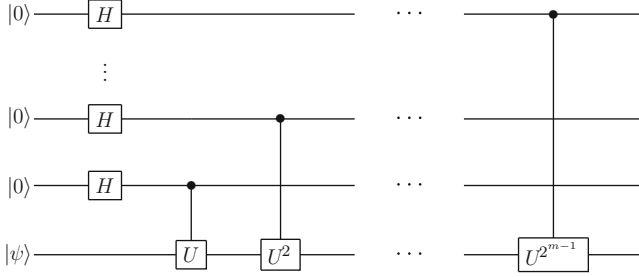 |0⟩ H ···
⋮
|0⟩ H ···
|0⟩ H ···
|ψ⟩ U U² ··· U^{2^{m−1}}